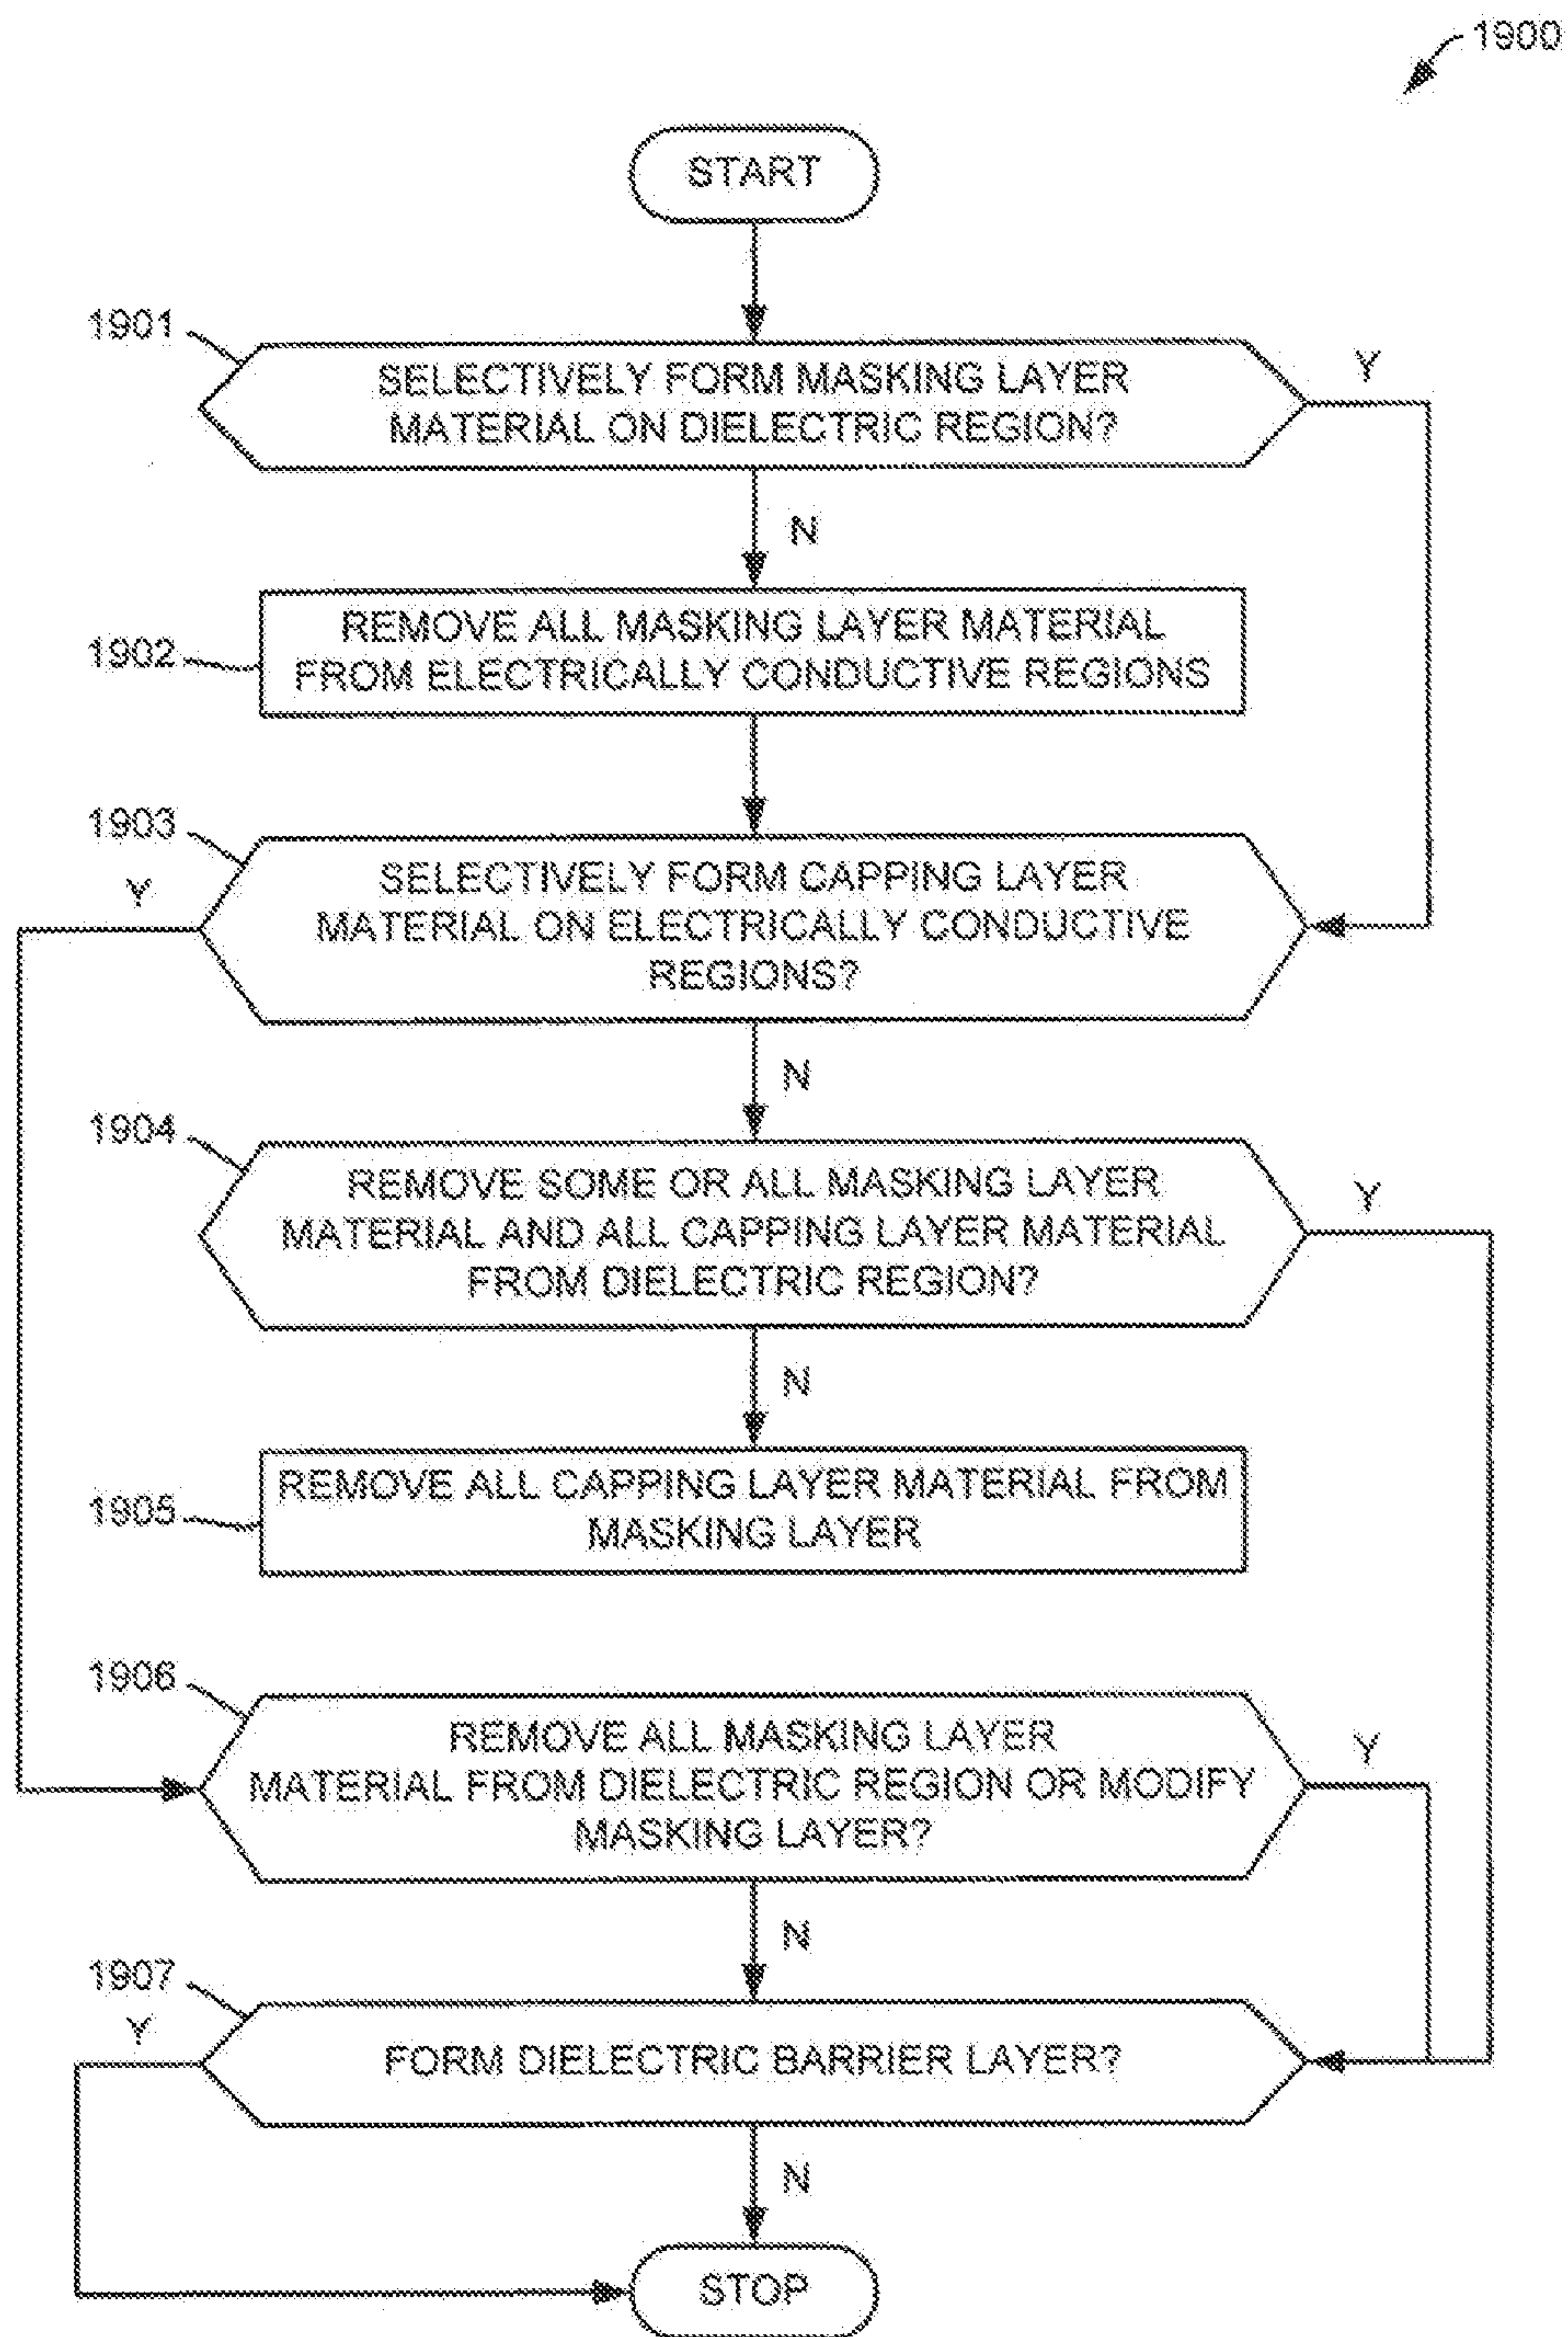 1900
START
1901
SELECTIVELY FORM MASKING LAYER
MATERIAL ON DIELECTRIC REGION?
Y
N
1902
REMOVE ALL MASKING LAYER MATERIAL
FROM ELECTRICALLY CONDUCTIVE REGIONS
1903
Y
SELECTIVELY FORM CAPPING LAYER
MATERIAL ON ELECTRICALLY CONDUCTIVE
REGIONS?
N
1904
REMOVE SOME OR ALL MASKING LAYER
MATERIAL AND ALL CAPPING LAYER MATERIAL
FROM DIELECTRIC REGION?
Y
N
1905
REMOVE ALL CAPPING LAYER MATERIAL FROM
MASKING LAYER
1906
REMOVE ALL MASKING LAYER
MATERIAL FROM DIELECTRIC REGION OR MODIFY
MASKING LAYER?
Y
N
1907
Y
FORM DIELECTRIC BARRIER LAYER?
N
STOP